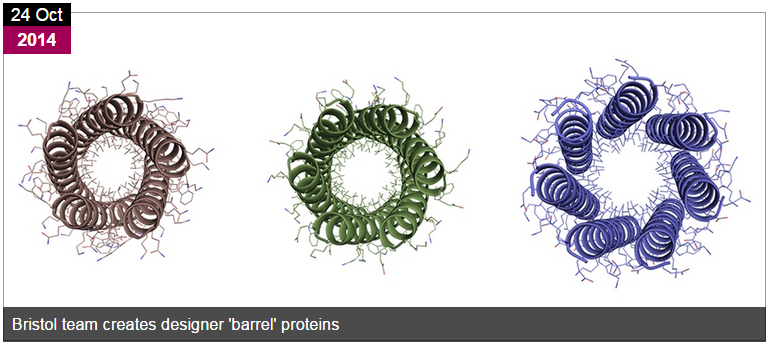 24 Oct
2014
Bristol team creates designer 'barrel' proteins